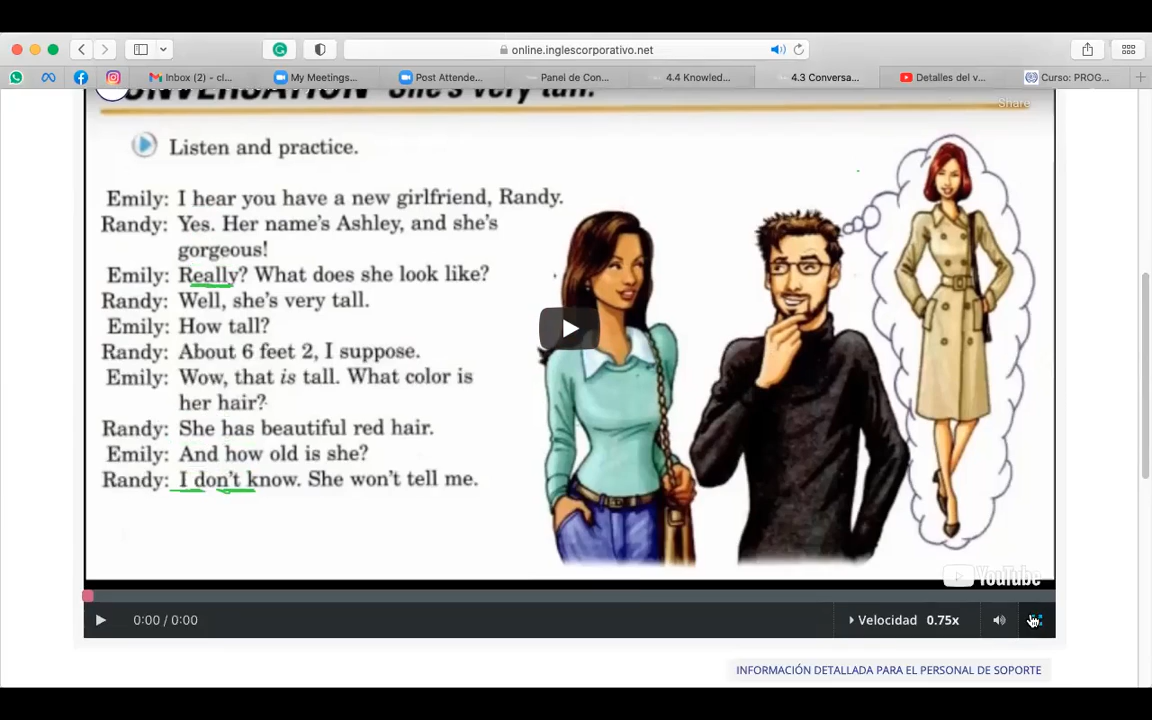 online.inglescorporativo.net
Inbox (2) – cl...
My Meetings...
Post Attende...
Panel de Con...
4.4 Knowled...
4.3 Conversa...
Detalles del v...
Curso: PROG...
CONVERSATION She's very tall.
Share
Listen and practice.
Emily: I hear you have a new girlfriend, Randy.
Randy: Yes. Her name's Ashley, and she's
gorgeous!
Emily: Really? What does she look like?
Randy: Well, she's very tall.
Emily: How tall?
Randy: About 6 feet 2, I suppose.
Emily: Wow, that is tall. What color is
her hair?
Randy: She has beautiful red hair.
Emily: And how old is she?
Randy: I don't know. She won't tell me.
YouTube
0:00 / 0:00
Velocidad 0.75x
INFORMACIÓN DETALLADA PARA EL PERSONAL DE SOPORTE